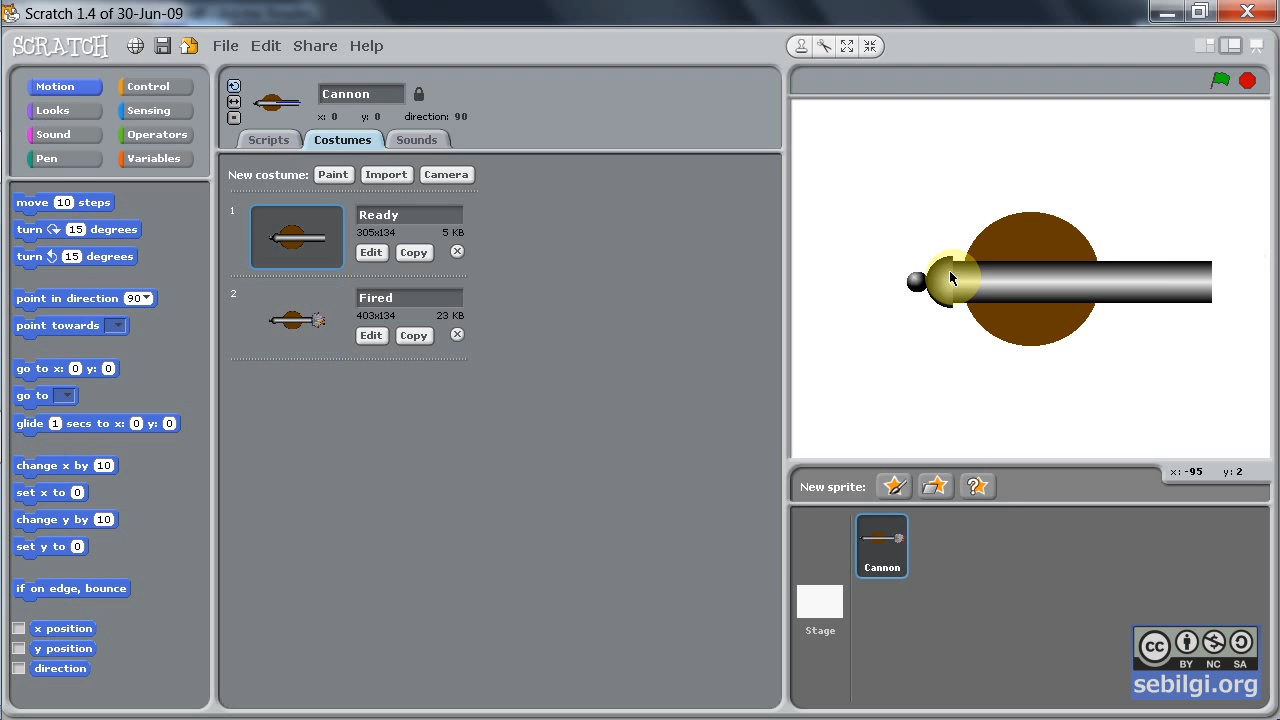 Scratch 1.4 of 30-Jun-09
SCRATCH
File Edit Share Help
Motion
Control
Looks
Sensing
Sound
Operators
Pen
Variables
move 10 steps
turn 15 degrees
turn 15 degrees
point in direction 90
point towards
go to x: 0 y: 0
go to
glide 1 secs to x: 0 y: 0
change x by 10
set x to 0
change y by 10
set y to 0
if on edge, bounce
x position
y position
direction
Cannon
x: 0 y: 0 direction: 90
Scripts Costumes Sounds
New costume: Paint Import Camera
1
Ready
305x134 5 KB
Edit Copy
2
Fired
403x134 23 KB
Edit Copy
x: -95 y: 2
New sprite:
Cannon
Stage
cc
BY NC SA
sebilgi.org